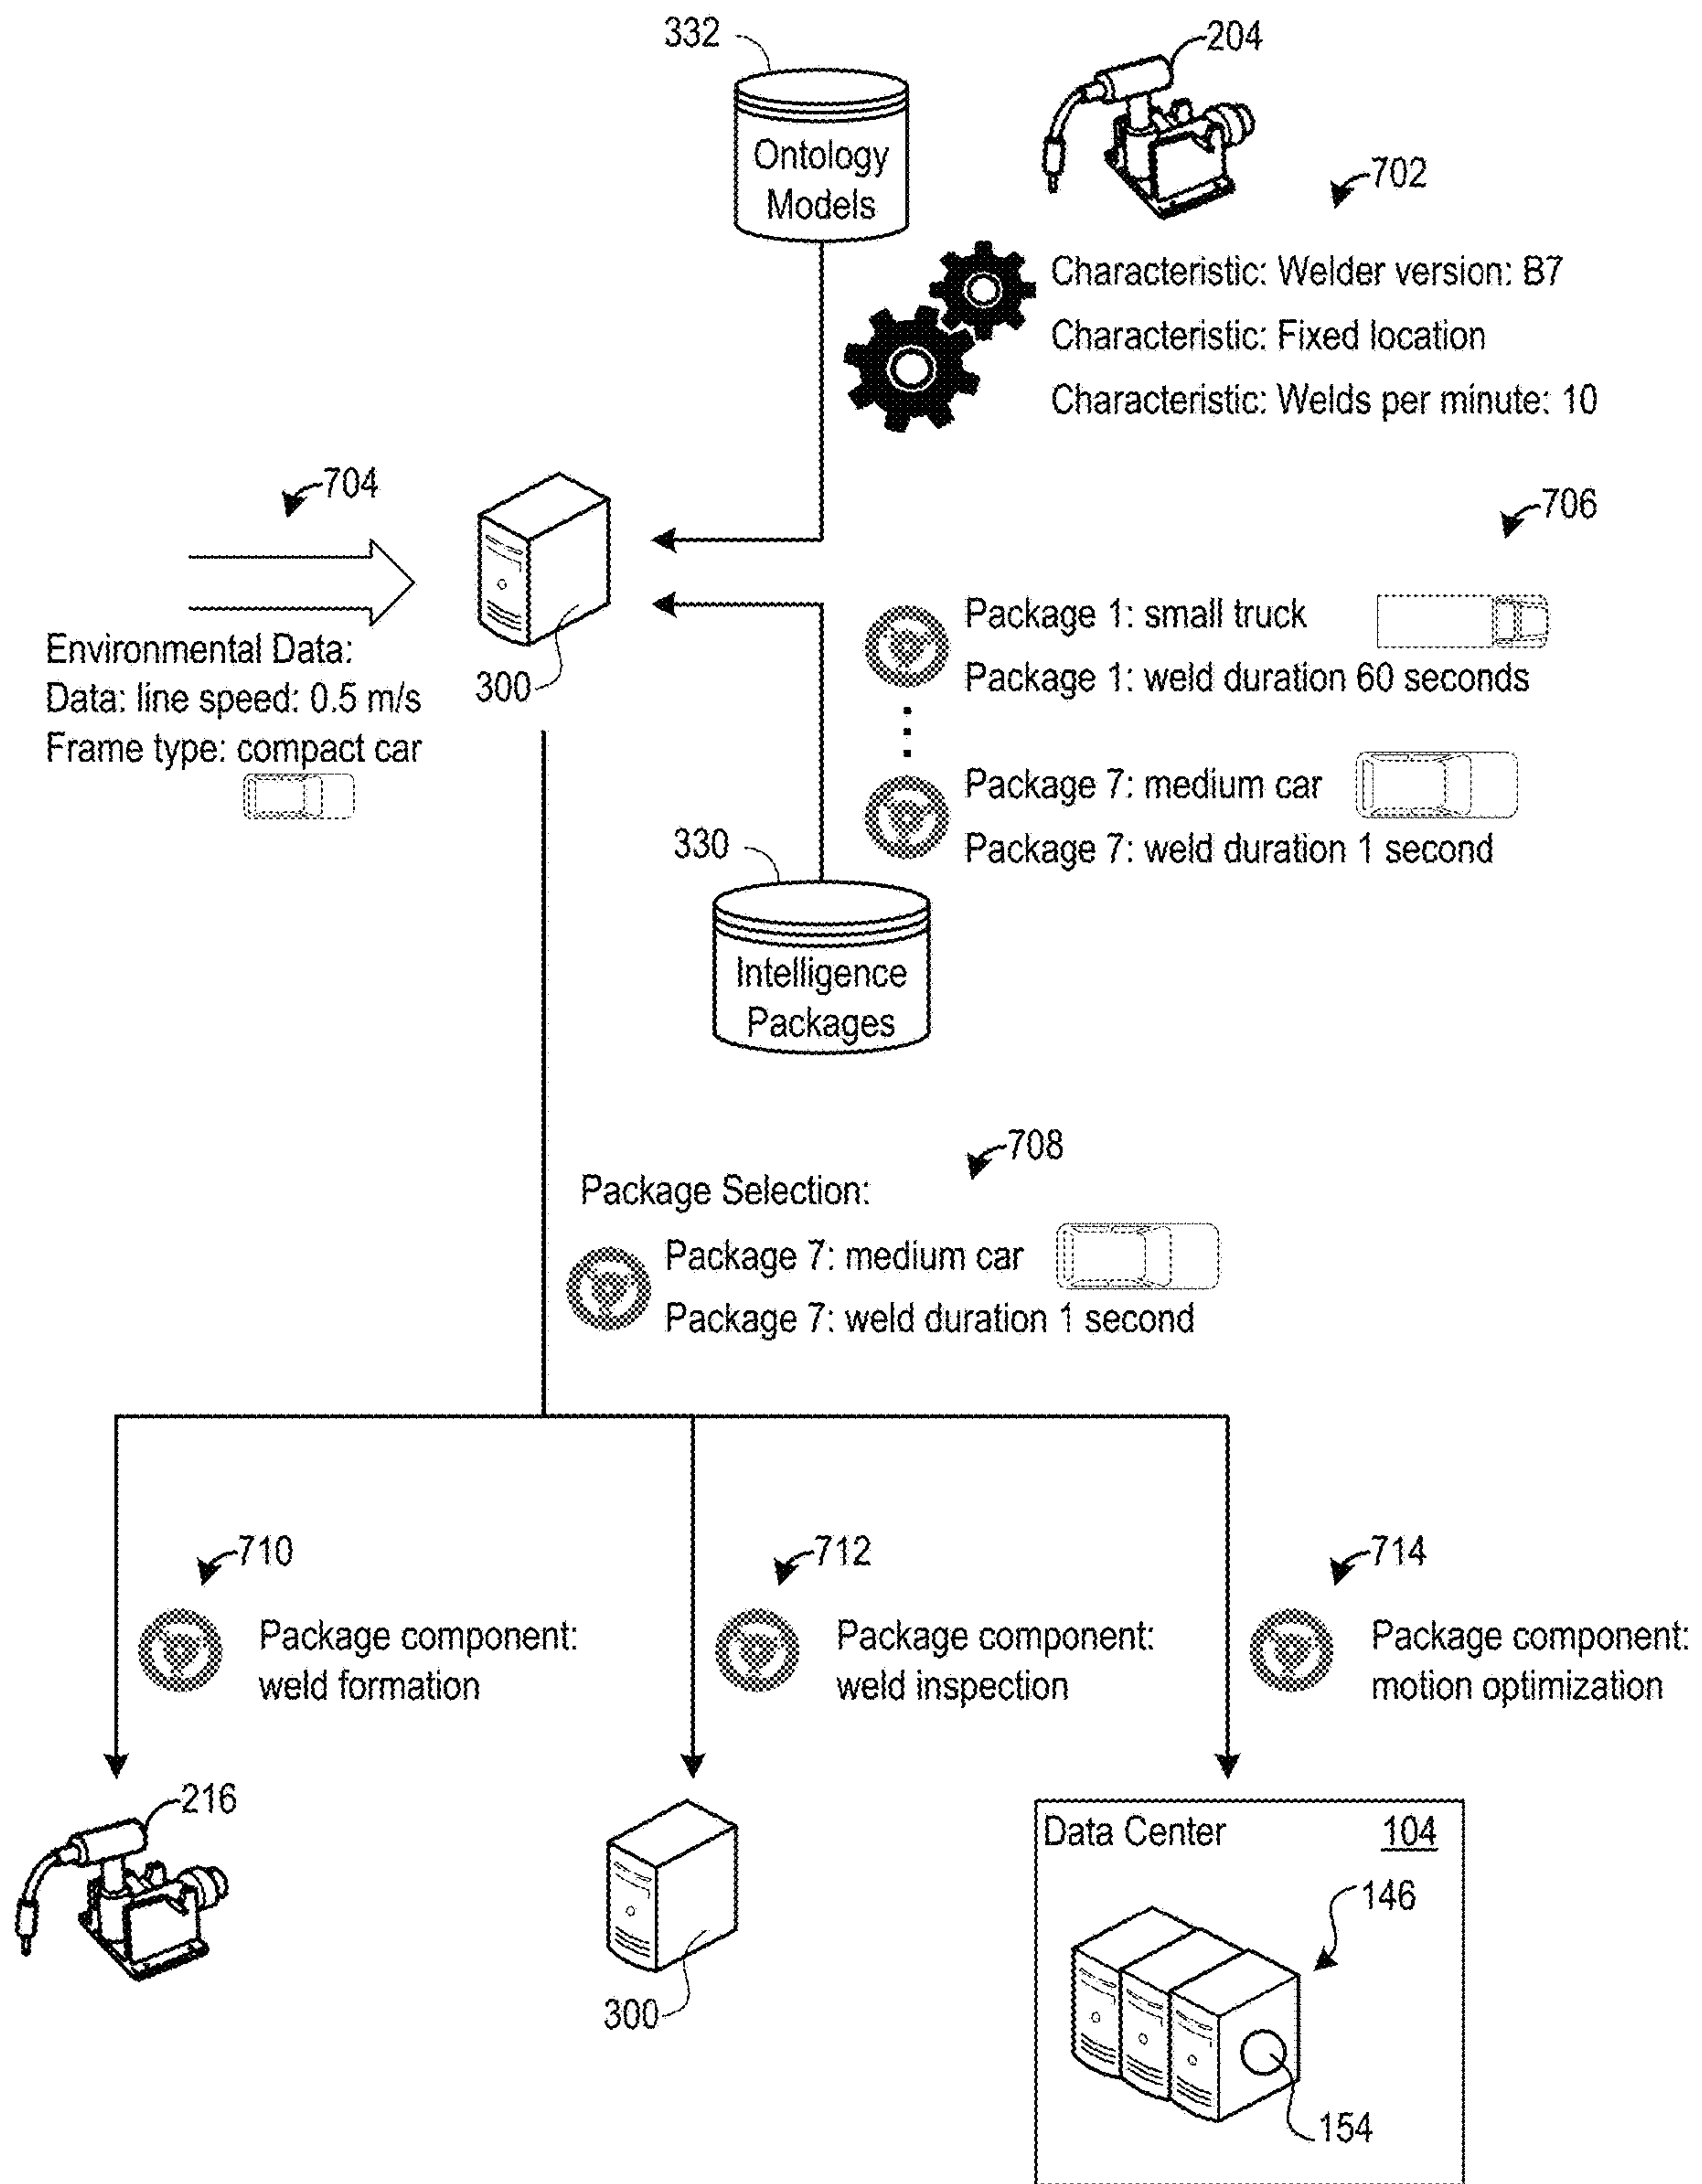 332
204
Ontology
Models
702
Characteristic: Welder version: B7
Characteristic: Fixed location
Characteristic: Welds per minute: 10
704
706
Environmental Data:
Data: line speed: 0.5 m/s
Frame type: compact car
300
Package 1: small truck
Package 1: weld duration 60 seconds
Package 7: medium car
Package 7: weld duration 1 second
330
Intelligence
Packages
708
Package Selection:
Package 7: medium car
Package 7: weld duration 1 second
710
Package component:
weld formation
712
Package component:
weld inspection
714
Package component:
motion optimization
216
300
Data Center 104
146
154